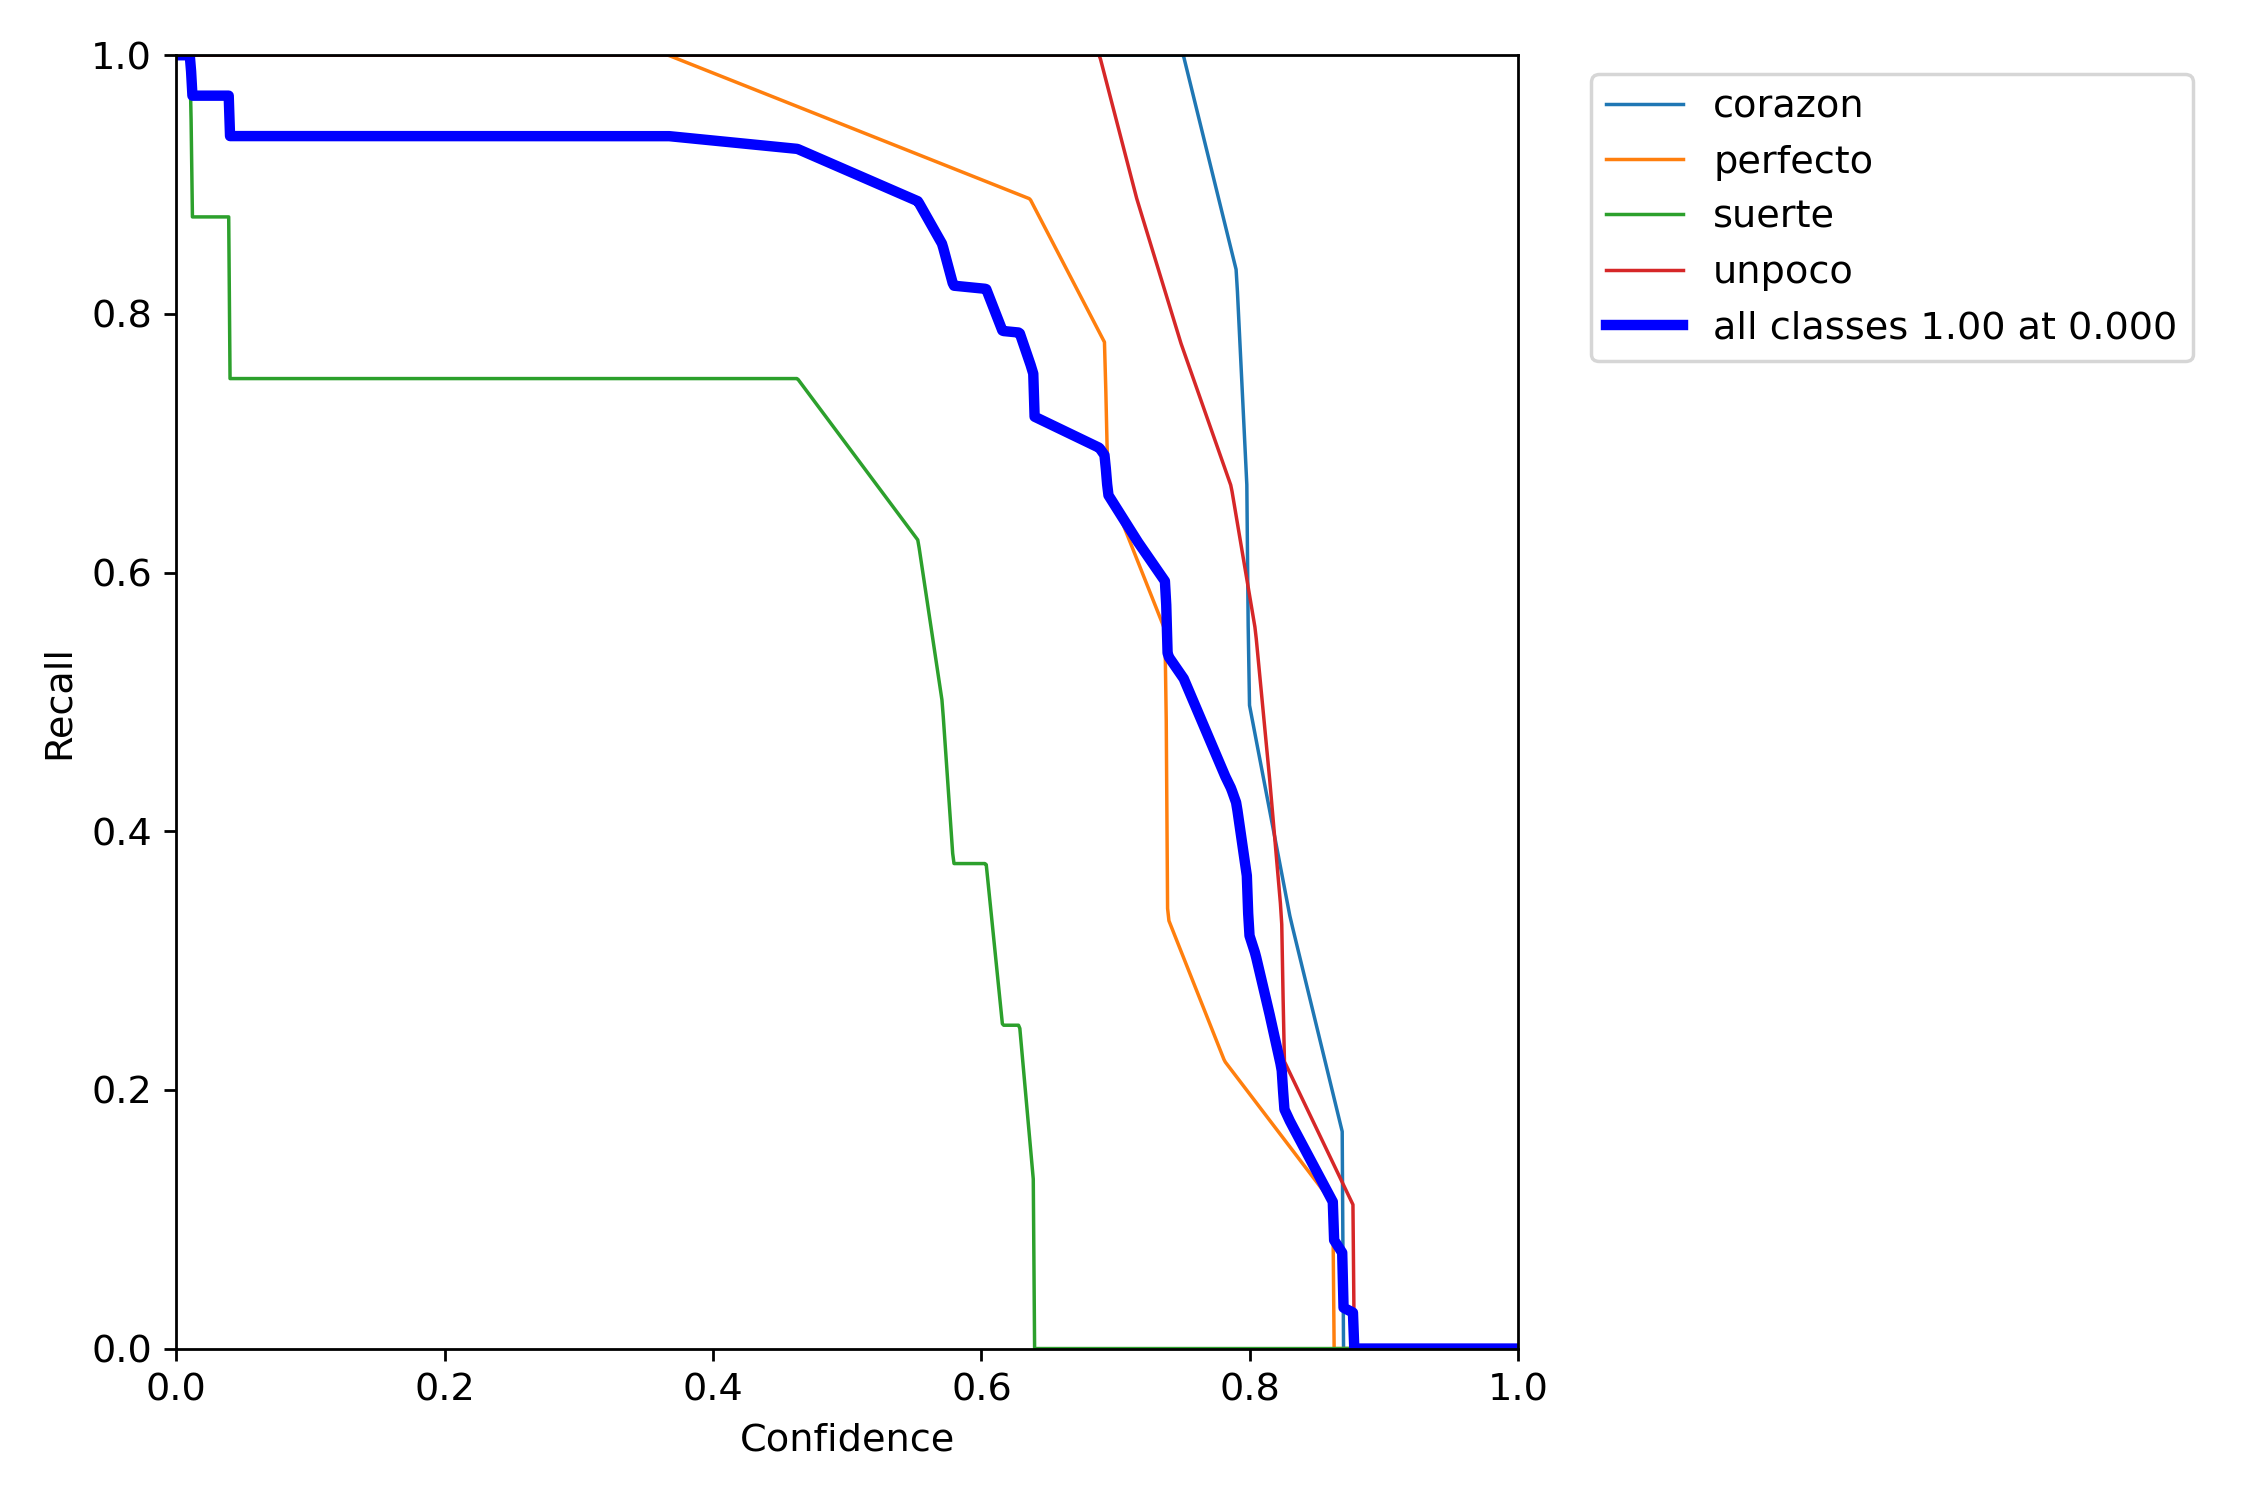 1.0
0.8
0.6
0.4
0.2
0.0
Recall
0.0 0.2 0.4 0.6 0.8 1.0
Confidence
corazon
perfecto
suerte
unpoco
all classes 1.00 at 0.000